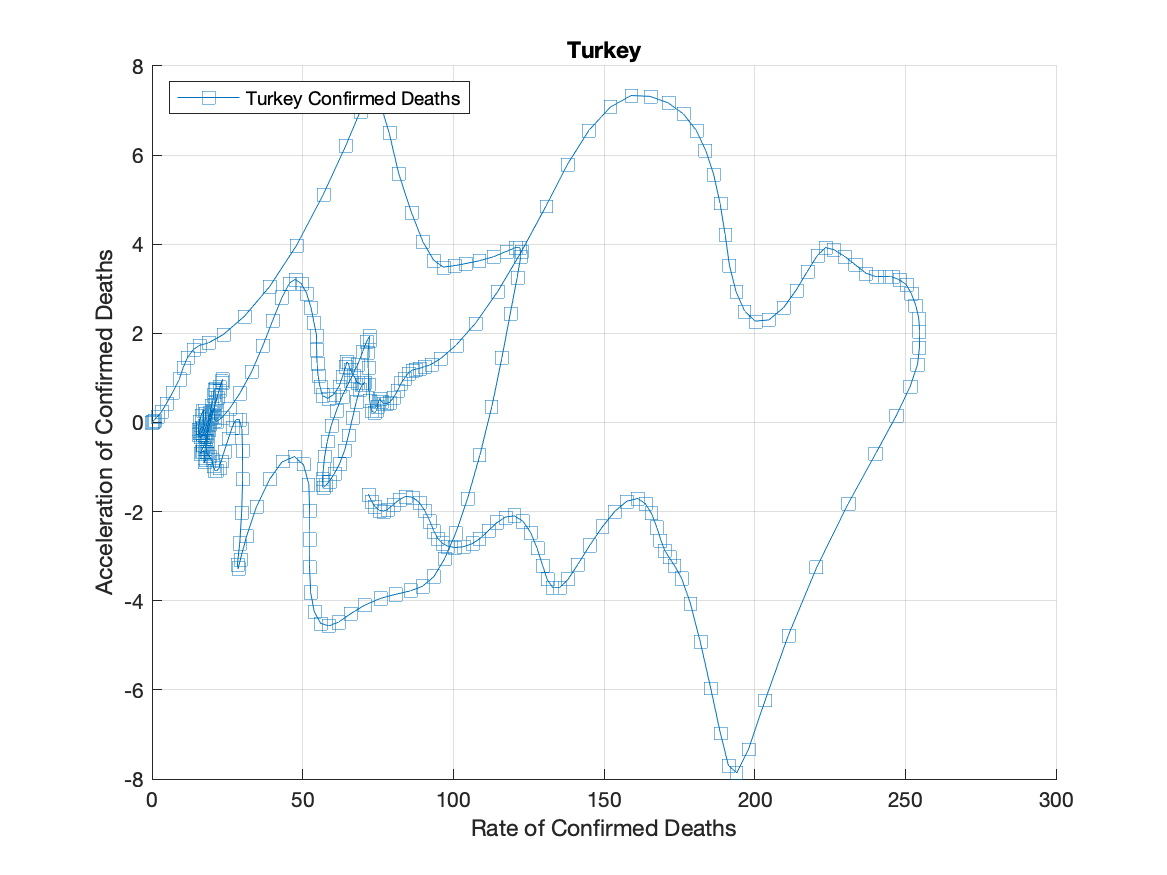 Turkey
8
Turkey Confirmed Deaths
6
4
2
0
-2
-4
-6
-8
Acceleration of Confirmed Deaths
0 50 100 150 200 250 300
Rate of Confirmed Deaths